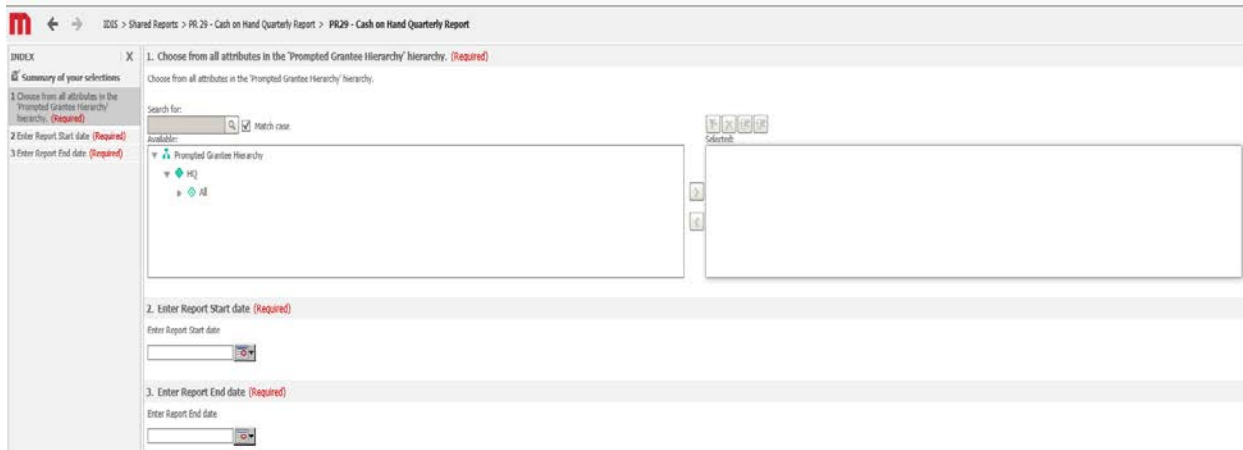 IDIS > Shared Reports > PR 29 - Cash on Hand Quarterly Report > PR29 - Cash on Hand Quarterly Report
INDEX X
Summary of your selections
1 Choose from all attributes in the
'Prompted Grantee Hierarchy'
hierarchy. (Required)
2 Enter Report Start date (Required)
3 Enter Report End date (Required)
1. Choose from all attributes in the 'Prompted Grantee Hierarchy' hierarchy. (Required)
Choose from all attributes in the 'Prompted Grantee Hierarchy' hierarchy.
Search for:
Match case
Available:
Prompted Grantee Hierarchy
HQ
All
Selected:
2. Enter Report Start date (Required)
Enter Report Start date
3. Enter Report End date (Required)
Enter Report End date